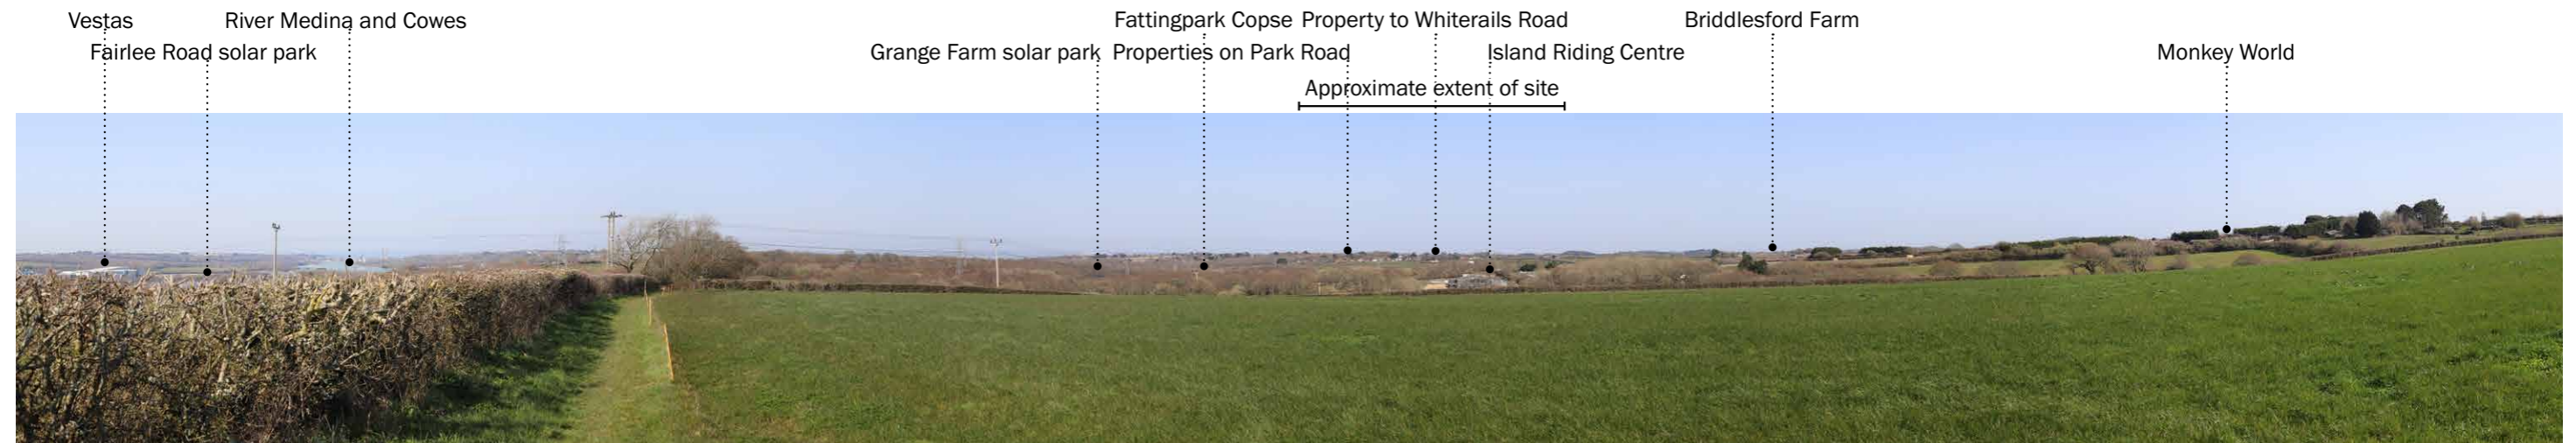 Vestas
River Medina and Cowes
Fattingpark Copse
Property to Whiterails Road
Briddlesford Farm
Fairlee Road solar park
Grange Farm solar park
Properties on Park Road
Island Riding Centre
Monkey World
Approximate extent of site